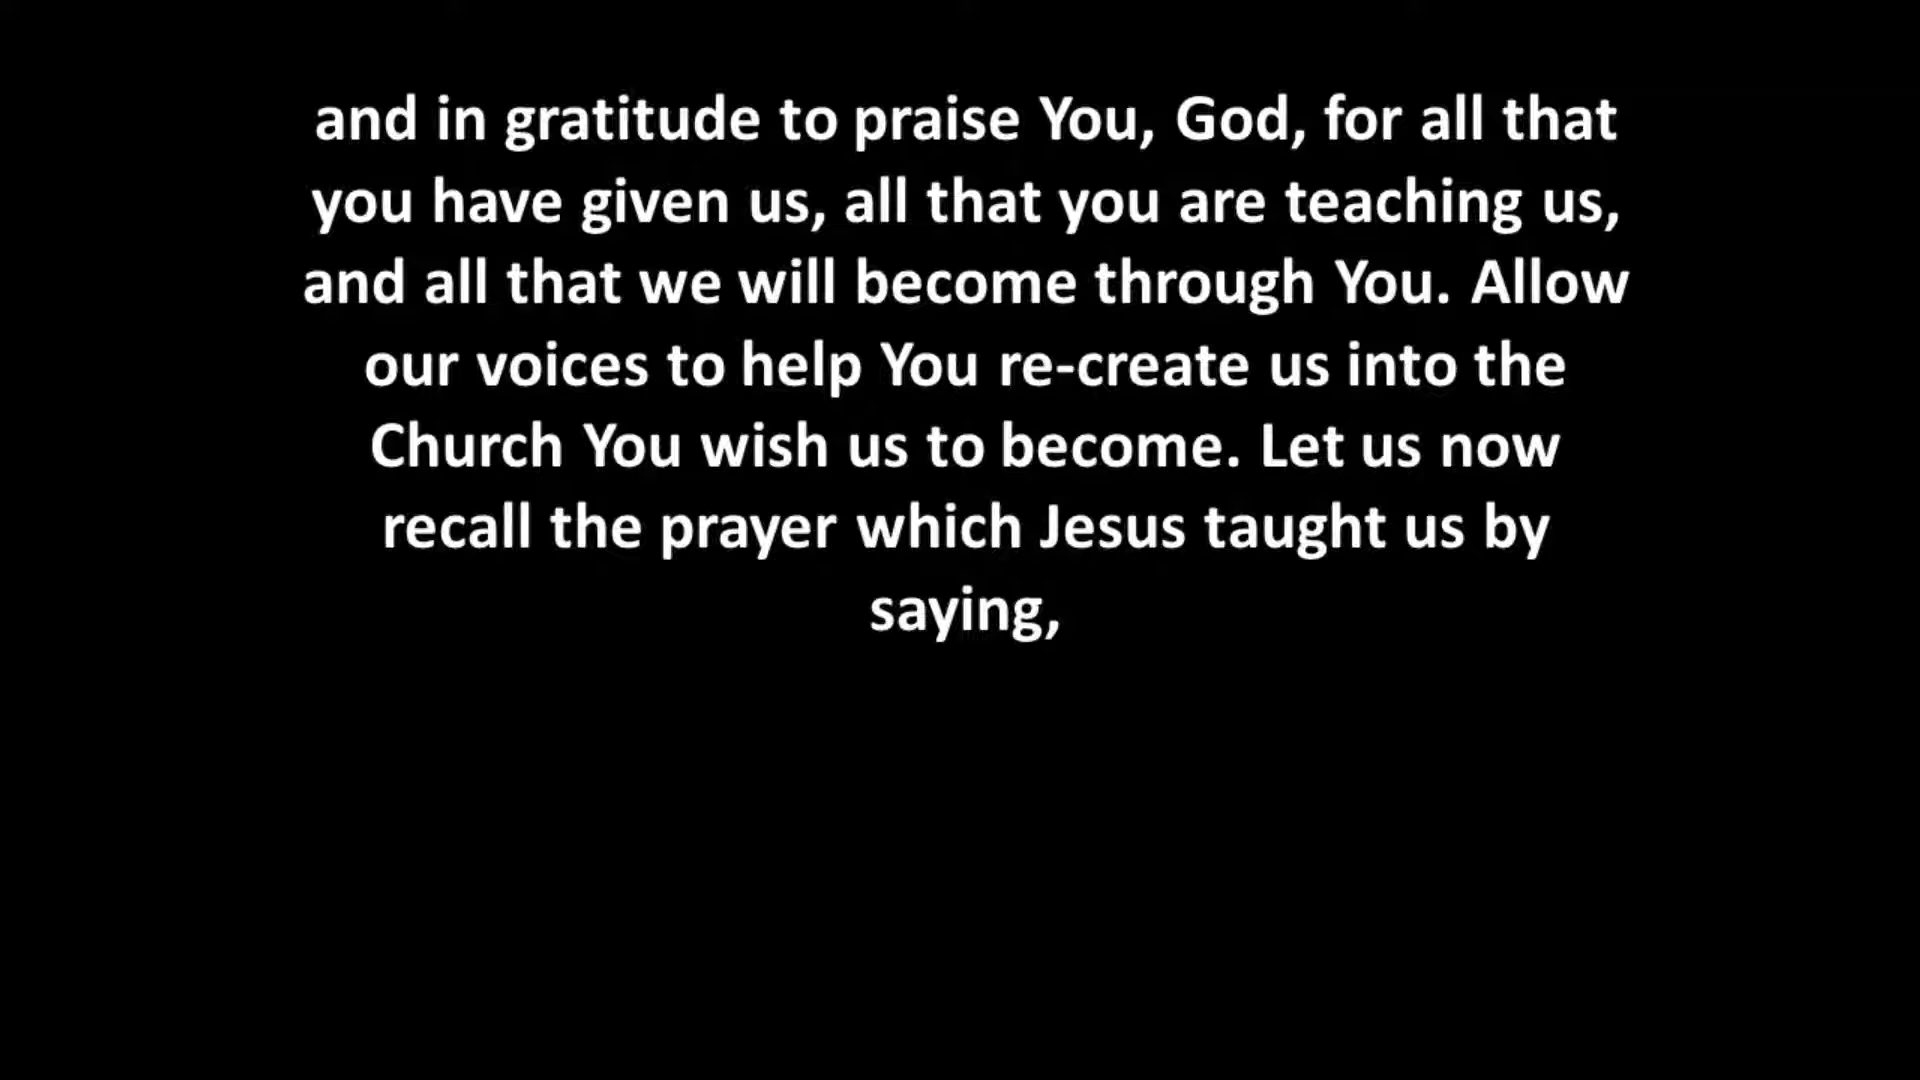 and in gratitude to praise You, God, for all that
you have given us, all that you are teaching us,
and all that we will become through You. Allow
our voices to help You re-create us into the
Church You wish us to become. Let us now
recall the prayer which Jesus taught us by
saying,